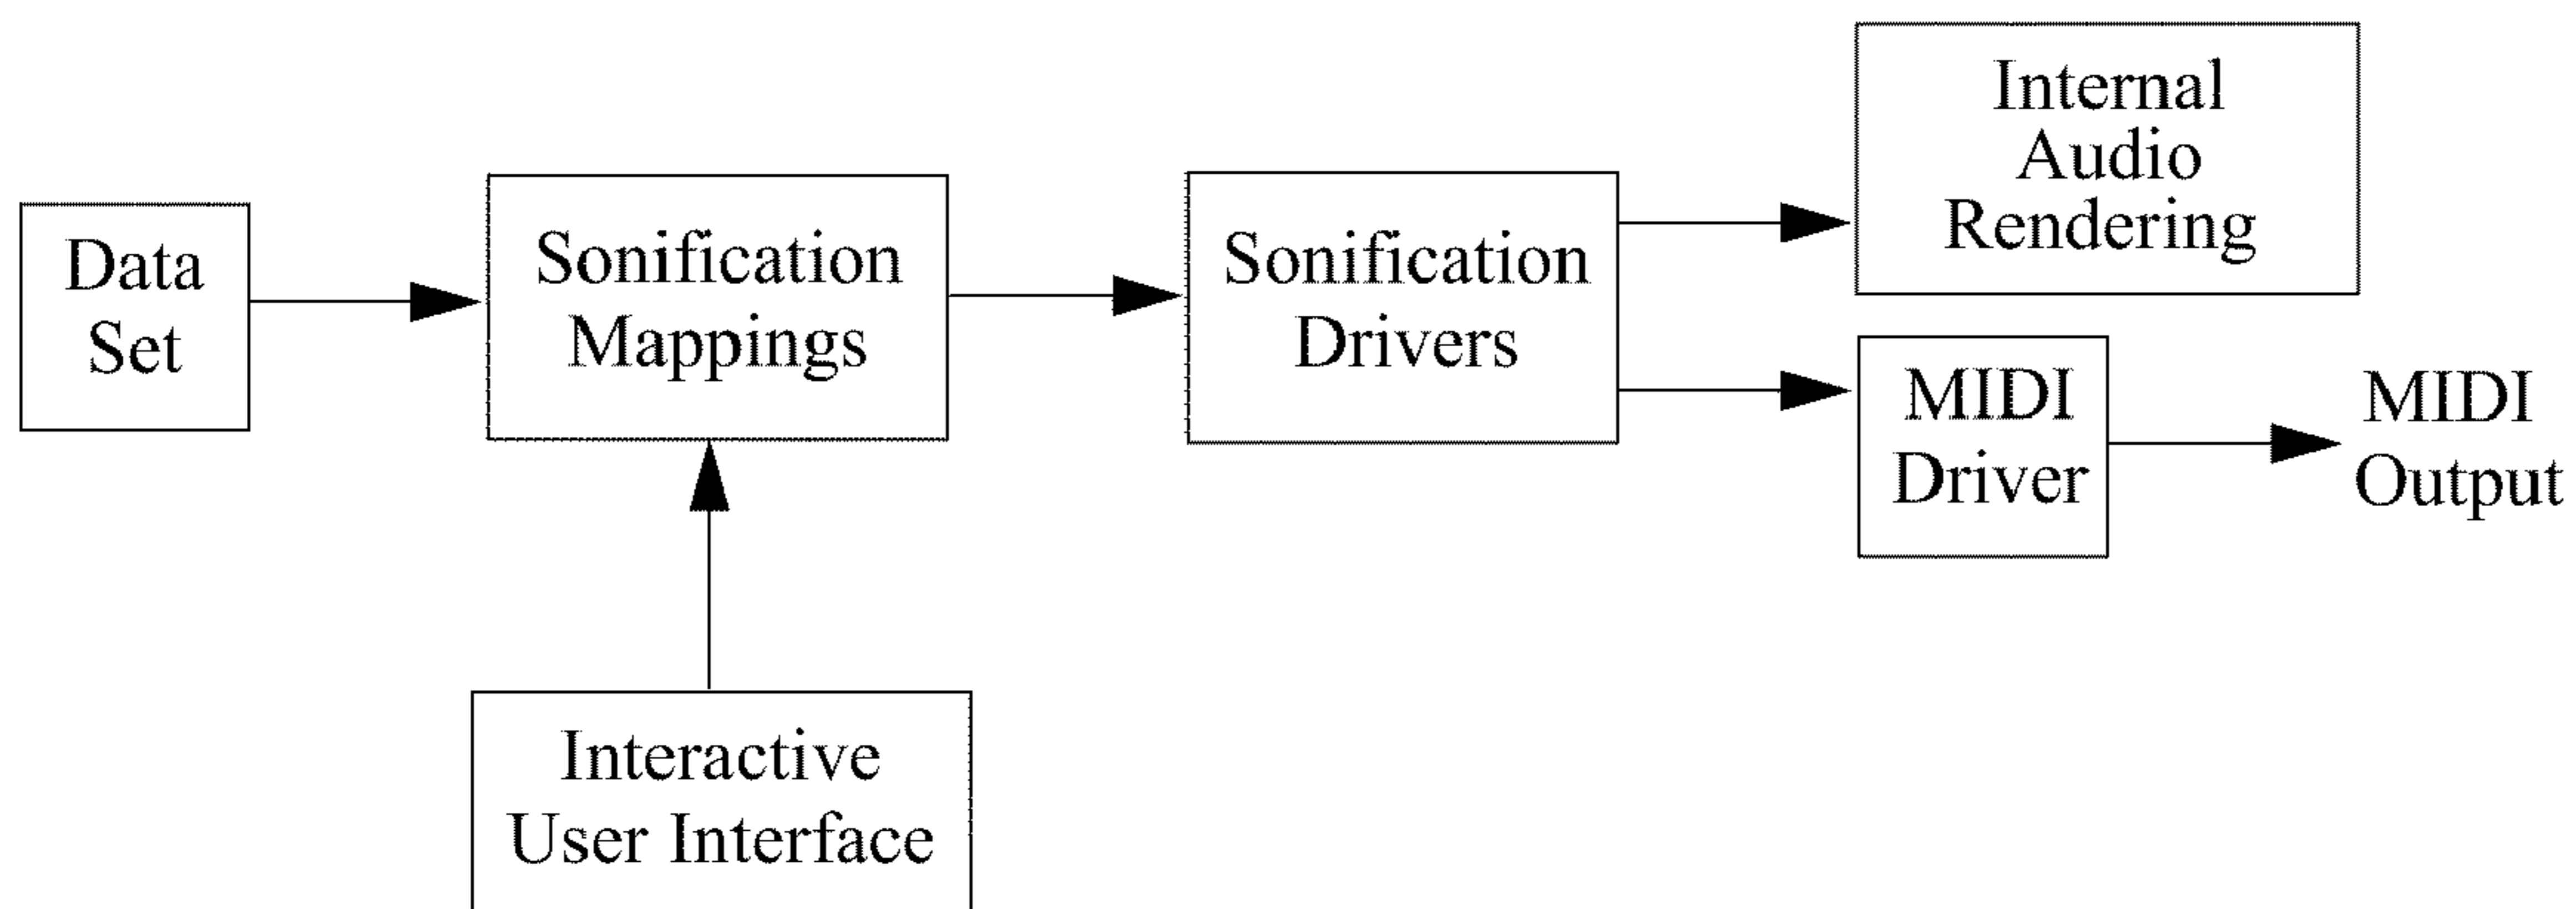 Data
Set
Sonification
Mappings
Sonification
Drivers
Internal
Audio
Rendering
MIDI
Driver
MIDI
Output
Interactive
User Interface